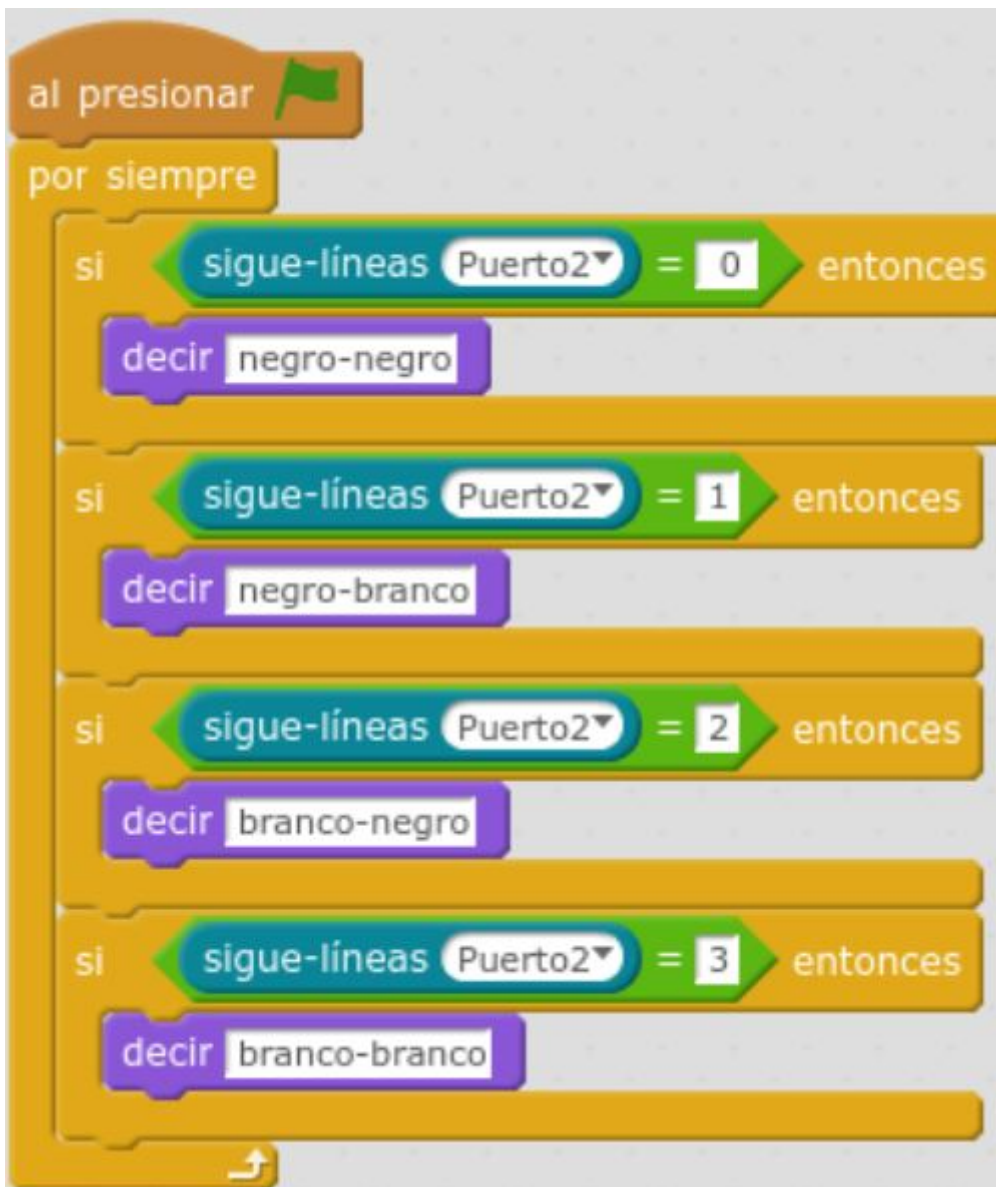 al presionar
por siempre
si sigue-líneas Puerto2 = 0 entonces
decir negro-negro
si sigue-líneas Puerto2 = 1 entonces
decir negro-branco
si sigue-líneas Puerto2 = 2 entonces
decir branco-negro
si sigue-líneas Puerto2 = 3 entonces
decir branco-branco